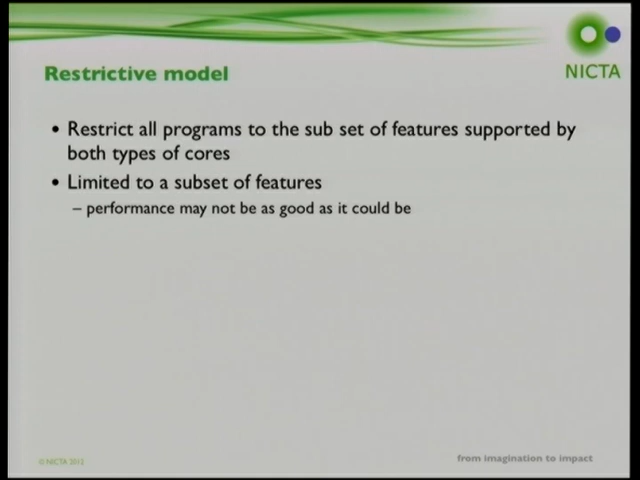 NICTA
Restrictive model
• Restrict all programs to the sub set of features supported by
both types of cores
• Limited to a subset of features
– performance may not be as good as it could be
© NICTA 2012
from imagination to impact